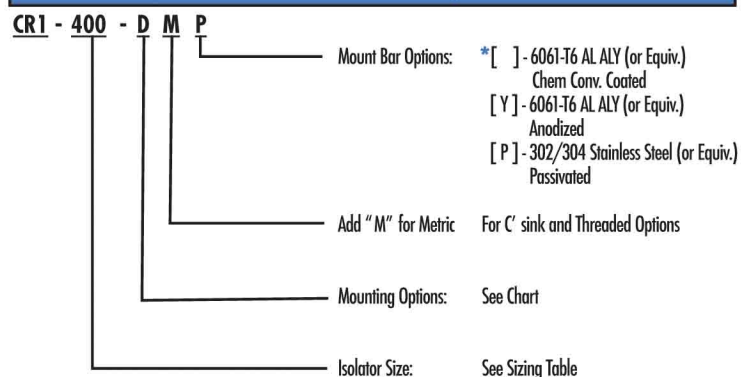 CR1 - 400 - D M P
Mount Bar Options: *[ ] - 6061-T6 AL ALY (or Equiv.)
Chem Conv. Coated
[ Y ] - 6061-T6 AL ALY (or Equiv.)
Anodized
[ P ] - 302/304 Stainless Steel (or Equiv.)
Passivated
Add "M" for Metric For C' sink and Threaded Options
Mounting Options: See Chart
Isolator Size: See Sizing Table